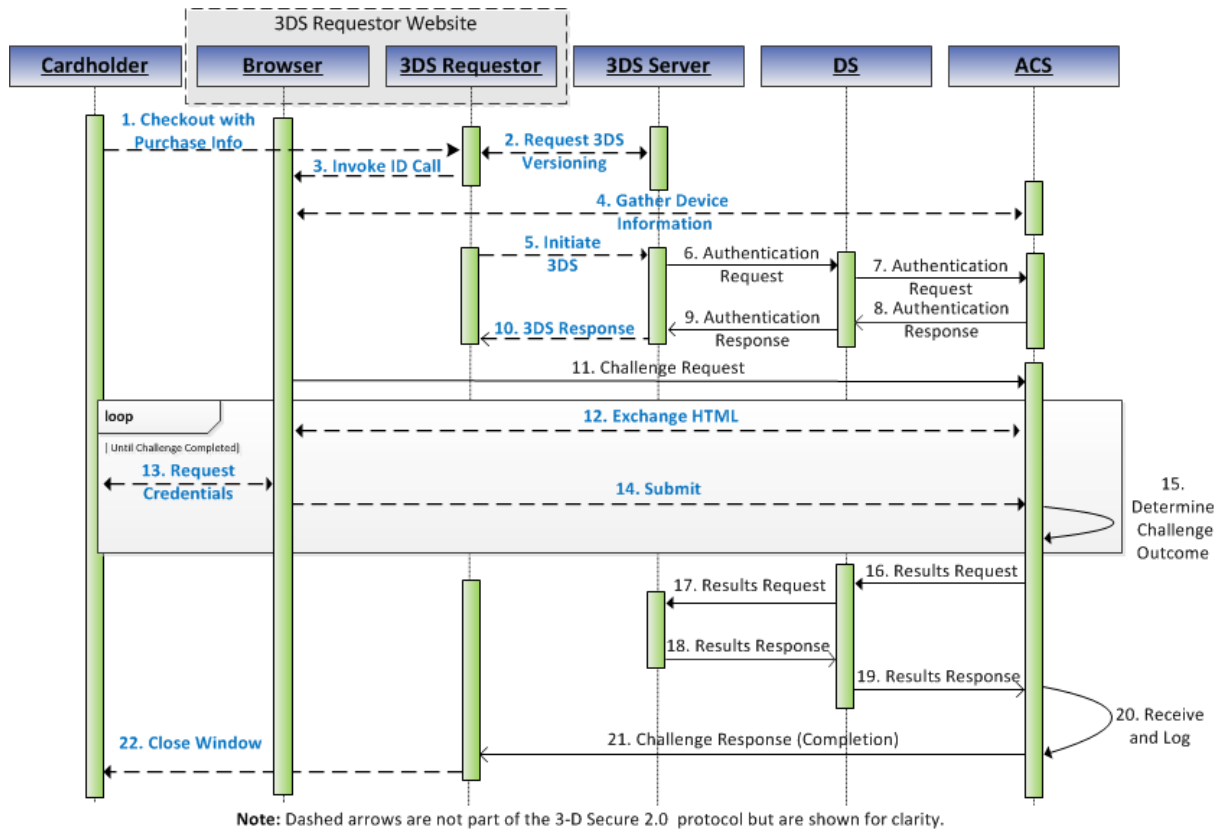 3DS Requestor Website
Cardholder
Browser
3DS Requestor
3DS Server
DS
ACS
1. Checkout with
Purchase Info
2. Request 3DS
Versioning
3. Invoke ID Call
4. Gather Device
Information
5. Initiate
3DS
6. Authentication
Request
7. Authentication
Request
8. Authentication
Response
9. Authentication
Response
10. 3DS Response
11. Challenge Request
loop
[ Until Challenge Completed]
12. Exchange HTML
13. Request
Credentials
14. Submit
15.
Determine
Challenge
Outcome
16. Results Request
17. Results Request
18. Results Response
19. Results Response
20. Receive
and Log
21. Challenge Response (Completion)
22. Close Window
Note: Dashed arrows are not part of the 3-D Secure 2.0 protocol but are shown for clarity.